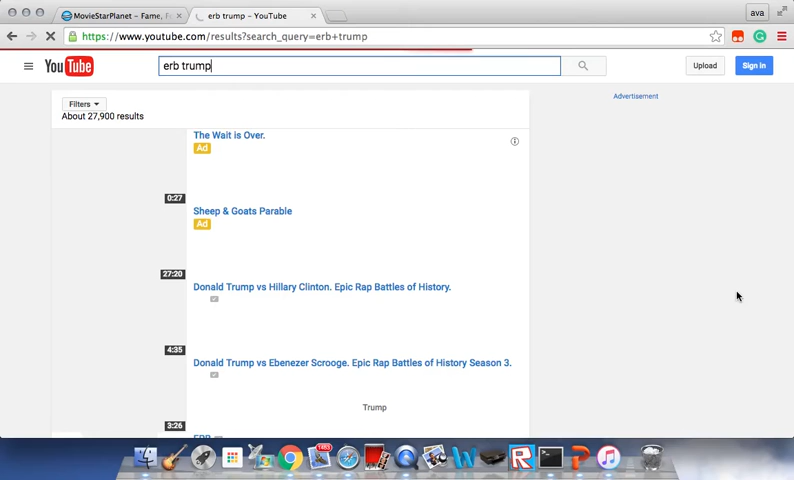 MovieStarPlanet – Fame, F
erb trump – YouTube
ava
https://www.youtube.com/results?search_query=erb+trump
YouTube
erb trump
Upload
Sign in
Filters
About 27,900 results
Advertisement
The Wait is Over.
Ad
0:27
Sheep & Goats Parable
Ad
27:20
Donald Trump vs Hillary Clinton. Epic Rap Battles of History.
4:35
Donald Trump vs Ebenezer Scrooge. Epic Rap Battles of History Season 3.
Trump
3:26
ERB